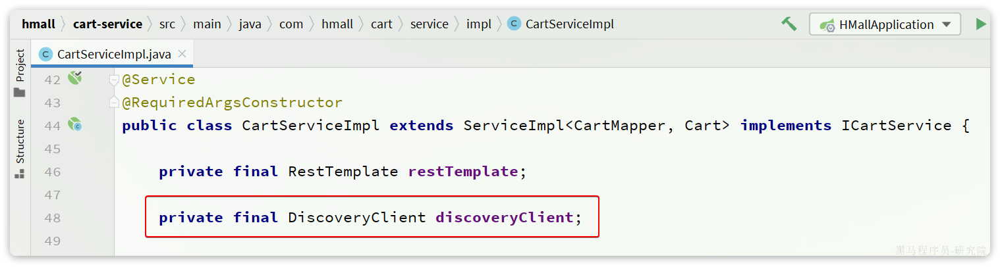 hmall cart-service src main java com hmall cart service impl CartServiceImpl HMallApplication
Project
Structure
CartServiceImpl.java
42 @Service
43 @RequiredArgsConstructor
44 public class CartServiceImpl extends ServiceImpl<CartMapper, Cart> implements ICartService {
45
46 private final RestTemplate restTemplate;
47
48 private final DiscoveryClient discoveryClient;
49
黑马程序员-研究院